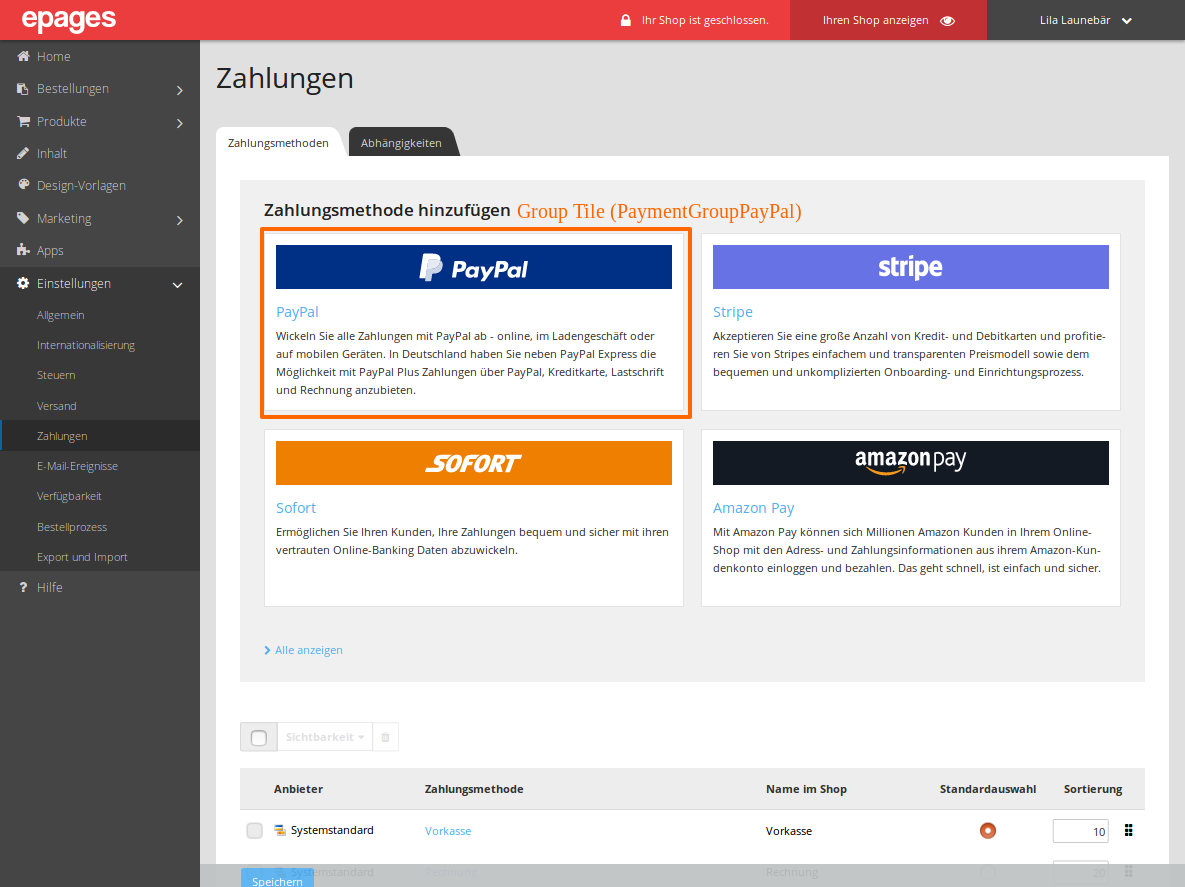 epages
Ihr Shop ist geschlossen.
Ihren Shop anzeigen
Lila Launebär
Home
Bestellungen
Produkte
Inhalt
Design-Vorlagen
Marketing
Apps
Einstellungen
Allgemein
Internationalisierung
Steuern
Versand
Zahlungen
E-Mail-Ereignisse
Verfügbarkeit
Bestellprozess
Export und Import
? Hilfe
Zahlungen
Zahlungsmethoden
Abhängigkeiten
Zahlungsmethode hinzufügen Group Tile (PaymentGroupPayPal)
PayPal
PayPal
Wickeln Sie alle Zahlungen mit PayPal ab - online, im Ladengeschäft oder
auf mobilen Geräten. In Deutschland haben Sie neben PayPal Express die
Möglichkeit mit PayPal Plus Zahlungen über PayPal, Kreditkarte, Lastschrift
und Rechnung anzubieten.
stripe
Stripe
Akzeptieren Sie eine große Anzahl von Kredit- und Debitkarten und profitie-
ren Sie von Stripes einfachem und transparenten Preismodell sowie dem
bequemen und unkomplizierten Onboarding- und Einrichtungsprozess.
SOFORT
Sofort
Ermöglichen Sie Ihren Kunden, Ihre Zahlungen bequem und sicher mit ihren
vertrauten Online-Banking Daten abzuwickeln.
amazon pay
Amazon Pay
Mit Amazon Pay können sich Millionen Amazon Kunden in Ihrem Online-
Shop mit den Adress- und Zahlungsinformationen aus ihrem Amazon-Kun-
denkonto einloggen und bezahlen. Das geht schnell, ist einfach und sicher.
Alle anzeigen
Sichtbarkeit
Anbieter Zahlungsmethode Name im Shop Standardauswahl Sortierung
Systemstandard Vorkasse Vorkasse 10
Systemstandard Rechnung Rechnung 20
Speichern